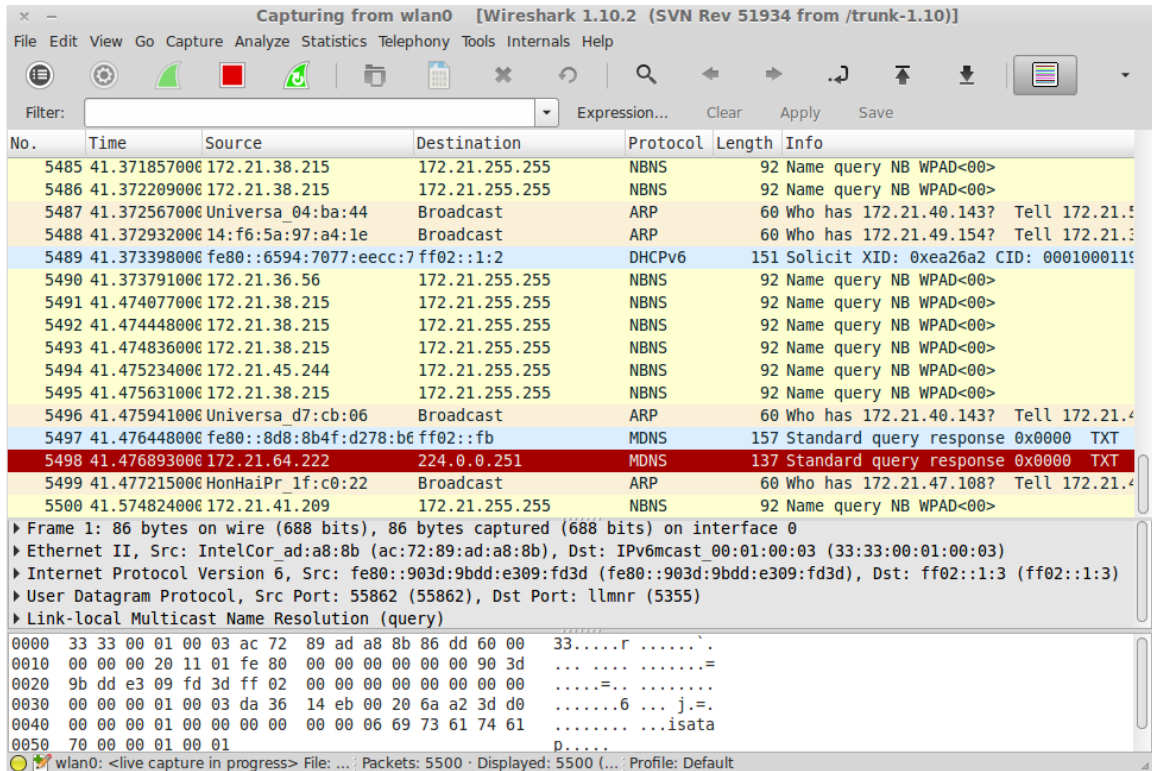 Capturing from wlan0 [Wireshark 1.10.2 (SVN Rev 51934 from /trunk-1.10)]
File Edit View Go Capture Analyze Statistics Telephony Tools Internals Help
Filter: Expression... Clear Apply Save
No. Time Source Destination Protocol Length Info
5485 41.371857000 172.21.38.215 172.21.255.255 NBNS 92 Name query NB WPAD<00>
5486 41.372209000 172.21.38.215 172.21.255.255 NBNS 92 Name query NB WPAD<00>
5487 41.372567000 Universa_04:ba:44 Broadcast ARP 60 Who has 172.21.40.143? Tell 172.21.5
5488 41.372932000 14:f6:5a:97:a4:1e Broadcast ARP 60 Who has 172.21.49.154? Tell 172.21.3
5489 41.373398000 fe80::6594:7077:eecc:7 ff02::1:2 DHCPv6 151 Solicit XID: 0xea26a2 CID: 0001000119
5490 41.373791000 172.21.36.56 172.21.255.255 NBNS 92 Name query NB WPAD<00>
5491 41.474077000 172.21.38.215 172.21.255.255 NBNS 92 Name query NB WPAD<00>
5492 41.474448000 172.21.38.215 172.21.255.255 NBNS 92 Name query NB WPAD<00>
5493 41.474836000 172.21.38.215 172.21.255.255 NBNS 92 Name query NB WPAD<00>
5494 41.475234000 172.21.45.244 172.21.255.255 NBNS 92 Name query NB WPAD<00>
5495 41.475631000 172.21.38.215 172.21.255.255 NBNS 92 Name query NB WPAD<00>
5496 41.475941000 Universa_d7:cb:06 Broadcast ARP 60 Who has 172.21.40.143? Tell 172.21.4
5497 41.476448000 fe80::8d8:8b4f:d278:b6 ff02::fb MDNS 157 Standard query response 0x0000 TXT
5498 41.476893000 172.21.64.222 224.0.0.251 MDNS 137 Standard query response 0x0000 TXT
5499 41.477215000 HonHaiPr_1f:c0:22 Broadcast ARP 60 Who has 172.21.47.108? Tell 172.21.4
5500 41.574824000 172.21.41.209 172.21.255.255 NBNS 92 Name query NB WPAD<00>
Frame 1: 86 bytes on wire (688 bits), 86 bytes captured (688 bits) on interface 0
Ethernet II, Src: IntelCor_ad:a8:8b (ac:72:89:ad:a8:8b), Dst: IPv6mcast_00:01:00:03 (33:33:00:01:00:03)
Internet Protocol Version 6, Src: fe80::903d:9bdd:e309:fd3d (fe80::903d:9bdd:e309:fd3d), Dst: ff02::1:3 (ff02::1:3)
User Datagram Protocol, Src Port: 55862 (55862), Dst Port: llmnr (5355)
Link-local Multicast Name Resolution (query)
0000 33 33 00 01 00 03 ac 72 89 ad a8 8b 86 dd 60 00 33.....r ......`.
0010 00 00 00 20 11 01 fe 80 00 00 00 00 00 00 90 3d ... .... .......=
0020 9b dd e3 09 fd 3d ff 02 00 00 00 00 00 00 00 00 .....=.. ........
0030 00 00 00 01 00 03 da 36 14 eb 00 20 6a a2 3d d0 .......6 ... j.=.
0040 00 00 00 01 00 00 00 00 00 00 06 69 73 61 74 61 ........ ...isata
0050 70 00 00 01 00 01 p.....
wlan0: <live capture in progress> File: ... Packets: 5500 · Displayed: 5500 (... Profile: Default